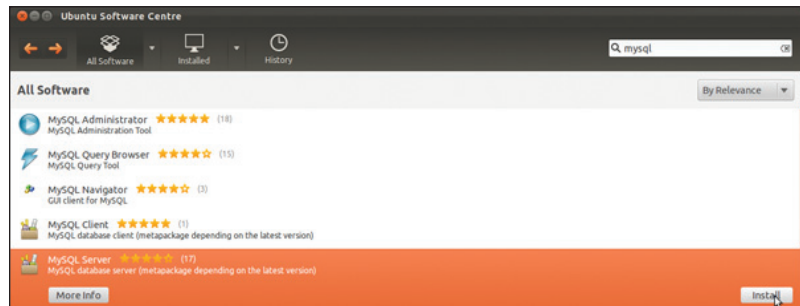 Ubuntu Software Centre
All Software
Installed
History
mysql
All Software
By Relevance
MySQL Administrator (18)
MySQL Administration Tool
MySQL Query Browser (15)
MySQL Query Tool
MySQL Navigator (3)
GUI client for MySQL
MySQL Client (1)
MySQL database client (metapackage depending on the latest version)
MySQL Server (17)
MySQL database server (metapackage depending on the latest version)
More Info
Install